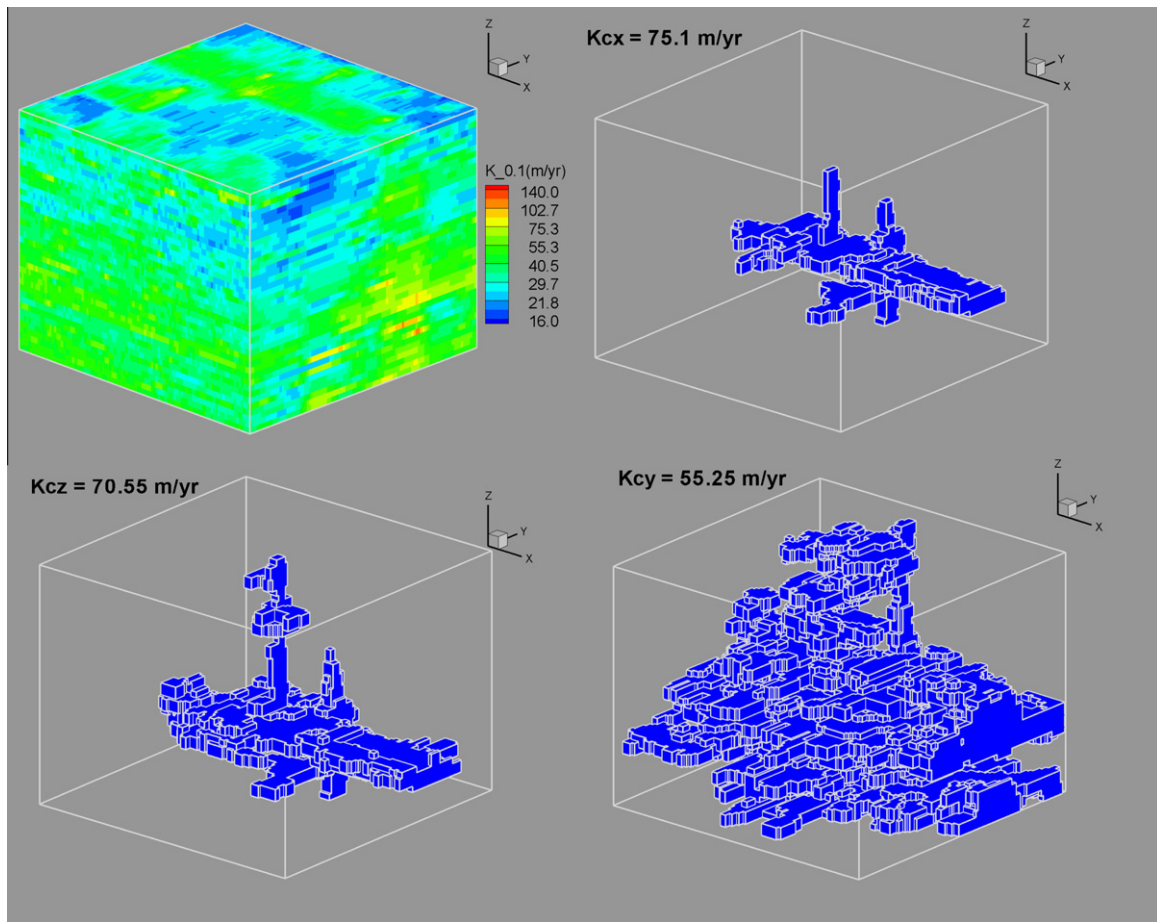 Z
Y
X
K_0.1(m/yr)
140.0
102.7
75.3
55.3
40.5
29.7
21.8
16.0
Kcx = 75.1 m/yr
Z
Y
X
Kcz = 70.55 m/yr
Z
Y
X
Kcy = 55.25 m/yr
Z
Y
X